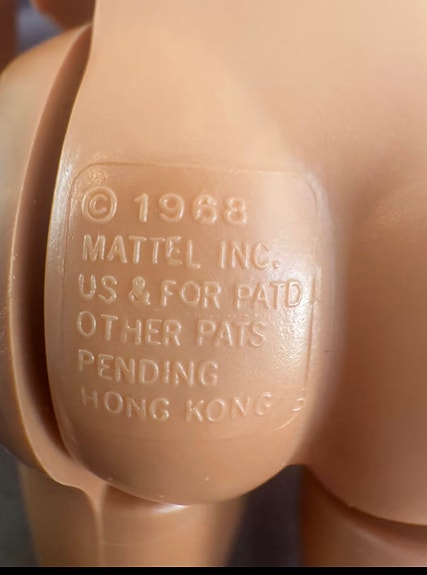 © 1968
MATTEL INC.
US & FOR PATD
OTHER PATS
PENDING
HONG KONG